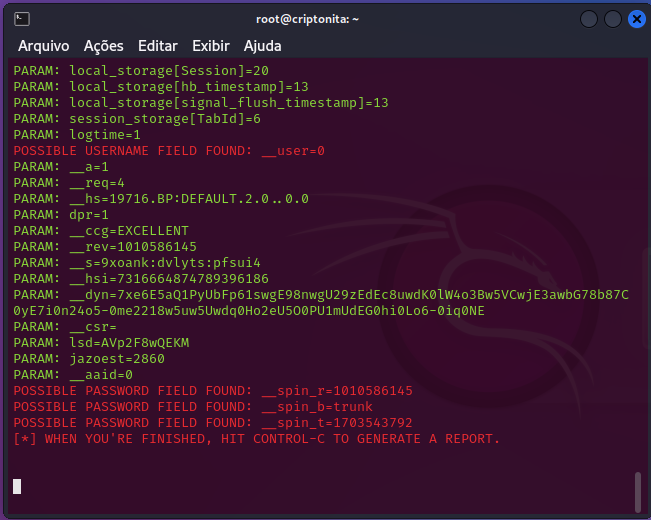 root@criptonita: ~
Arquivo Ações Editar Exibir Ajuda
PARAM: local_storage[Session]=20
PARAM: local_storage[hb_timestamp]=13
PARAM: local_storage[signal_flush_timestamp]=13
PARAM: session_storage[TabId]=6
PARAM: logtime=1
POSSIBLE USERNAME FIELD FOUND: __user=0
PARAM: __a=1
PARAM: __req=4
PARAM: __hs=19716.BP:DEFAULT.2.0..0.0
PARAM: dpr=1
PARAM: __ccg=EXCELLENT
PARAM: __rev=1010586145
PARAM: __s=9xoank:dvlyts:pfsui4
PARAM: __hsi=7316664874789396186
PARAM: __dyn=7xe6E5aQ1PyUbFp61swgE98nwgU29zEdEc8uwdK0lW4o3Bw5VCwjE3awbG78b87C
0yE7i0n24o5-0me2218w5uw5Uwdq0Ho2eU5O0PU1mUdEG0hi0Lo6-0iq0NE
PARAM: __csr=
PARAM: lsd=AVp2F8wQEKM
PARAM: jazoest=2860
PARAM: __aaid=0
POSSIBLE PASSWORD FIELD FOUND: __spin_r=1010586145
POSSIBLE PASSWORD FIELD FOUND: __spin_b=trunk
POSSIBLE PASSWORD FIELD FOUND: __spin_t=1703543792
[*] WHEN YOU'RE FINISHED, HIT CONTROL-C TO GENERATE A REPORT.